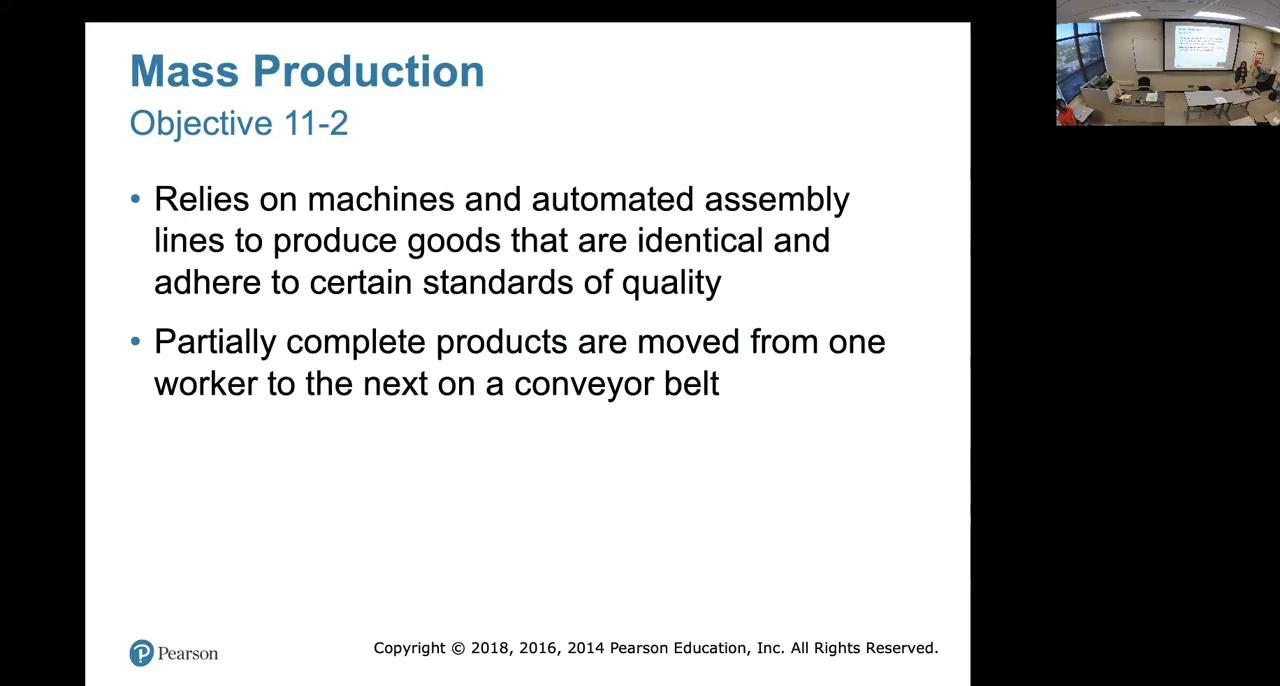 Mass Production
Objective 11-2
• Relies on machines and automated assembly
lines to produce goods that are identical and
adhere to certain standards of quality
• Partially complete products are moved from one
worker to the next on a conveyor belt
Pearson
Copyright © 2018, 2016, 2014 Pearson Education, Inc. All Rights Reserved.